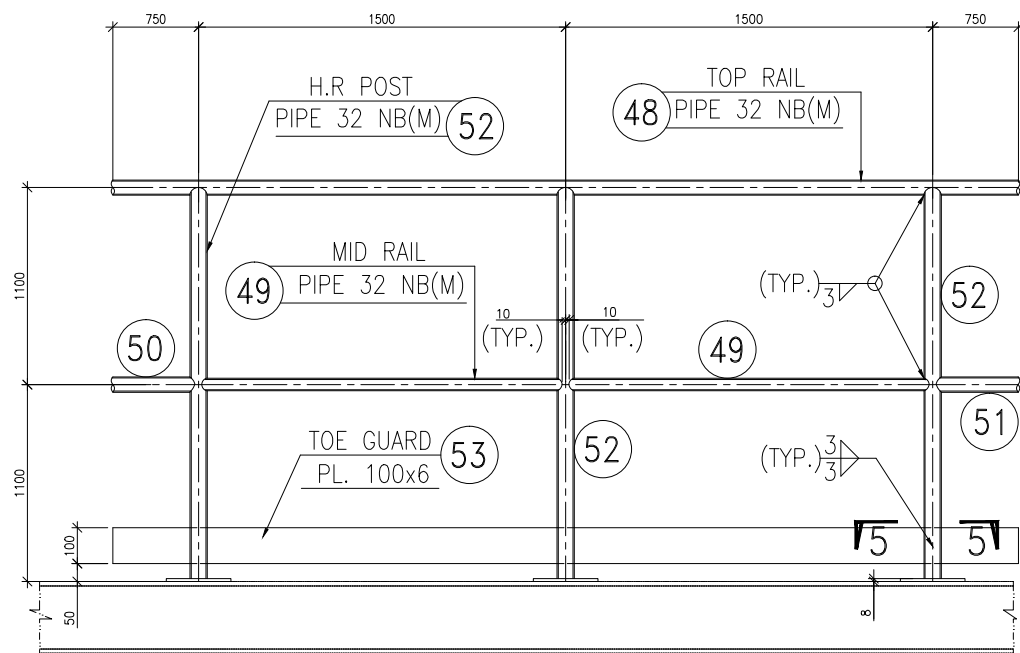 750
1500
1500
750
H.R POST
PIPE 32 NB(M)
52
TOP RAIL
48
PIPE 32 NB(M)
1100
MID RAIL
49
PIPE 32 NB(M)
10
(TYP.)
10
(TYP.)
(TYP.)
3
52
50
49
51
1100
TOE GUARD
53
PL. 100x6
52
(TYP.)
3
3
100
5
5
50
8